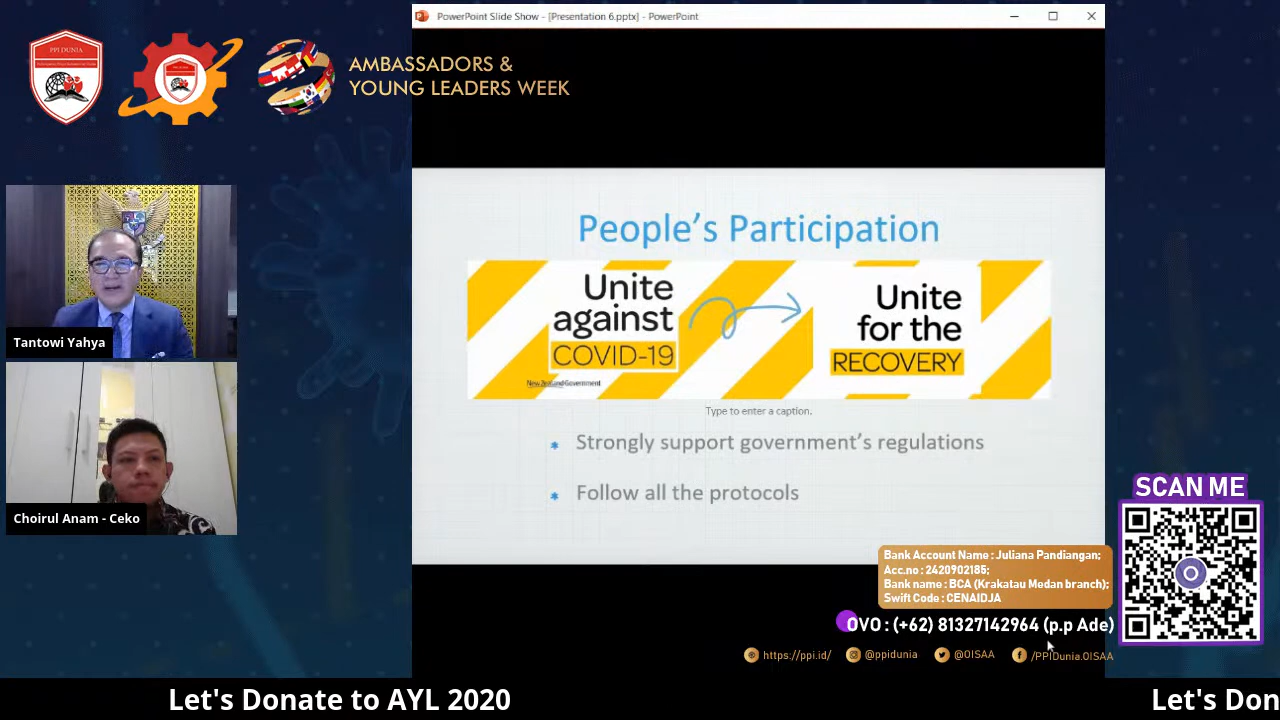 PowerPoint Slide Show - [Presentation 6.pptx] - PowerPoint
PPI DUNIA
AMBASSADORS &
YOUNG LEADERS WEEK
People's Participation
Unite
against
COVID-19
New Zealand Government
Unite
for the
RECOVERY
Type to enter a caption.
Strongly support government's regulations
Follow all the protocols
Tantowi Yahya
Choirul Anam - Ceko
SCAN ME
Bank Account Name : Juliana Pandiangan;
Acc.no : 2420902185;
Bank name : BCA (Krakatau Medan branch);
Swift Code : CENAIDJA
OVO : (+62) 81327142964 (p.p Ade)
https://ppi.id/
@ppidunia
@OISAA
/PPIDunia.OISAA
Let's Donate to AYL 2020
Let's Don